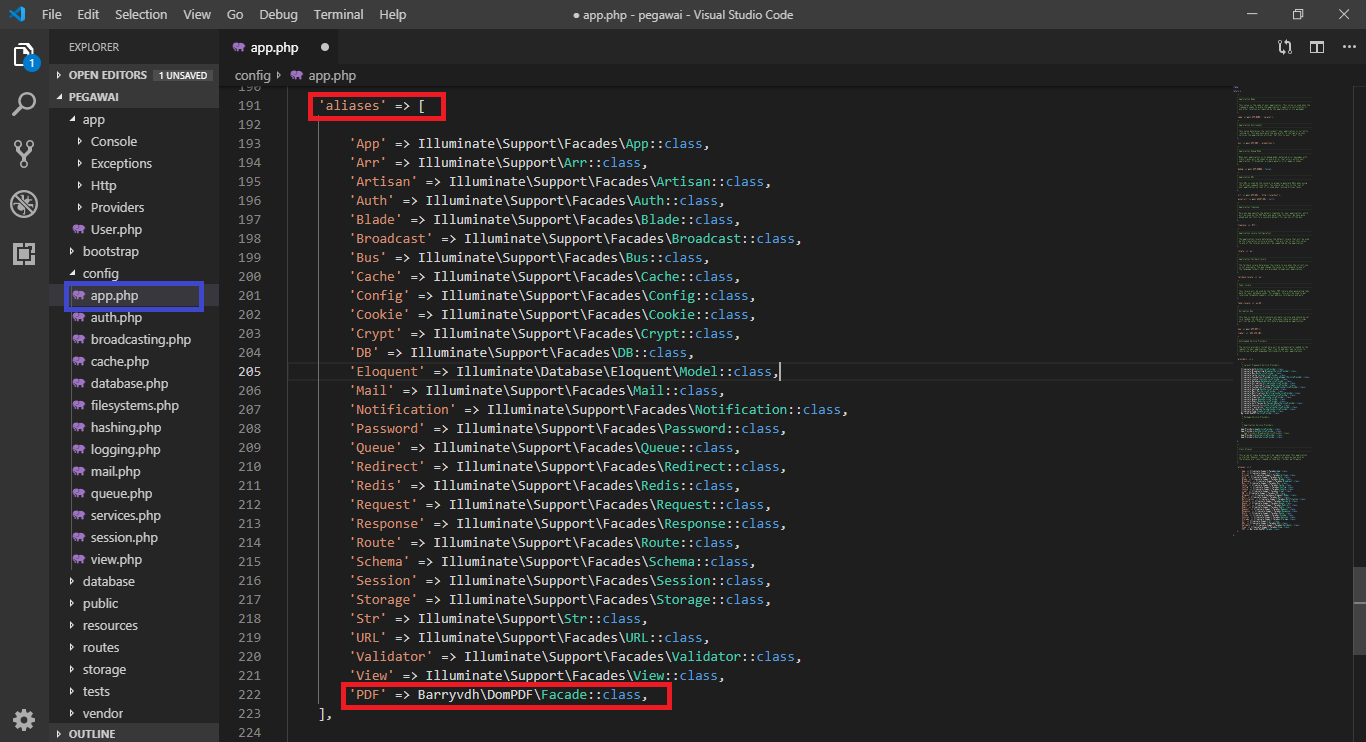 File Edit Selection View Go Debug Terminal Help
● app.php - pegawai - Visual Studio Code
1
EXPLORER
OPEN EDITORS 1 UNSAVED
PEGAWAI
app
Console
Exceptions
Http
Providers
User.php
bootstrap
config
app.php
auth.php
broadcasting.php
cache.php
database.php
filesystems.php
hashing.php
logging.php
mail.php
queue.php
services.php
session.php
view.php
database
public
resources
routes
storage
tests
vendor
OUTLINE
app.php ●
config app.php
190
191 'aliases' => [
192
193 'App' => Illuminate\Support\Facades\App::class,
194 'Arr' => Illuminate\Support\Arr::class,
195 'Artisan' => Illuminate\Support\Facades\Artisan::class,
196 'Auth' => Illuminate\Support\Facades\Auth::class,
197 'Blade' => Illuminate\Support\Facades\Blade::class,
198 'Broadcast' => Illuminate\Support\Facades\Broadcast::class,
199 'Bus' => Illuminate\Support\Facades\Bus::class,
200 'Cache' => Illuminate\Support\Facades\Cache::class,
201 'Config' => Illuminate\Support\Facades\Config::class,
202 'Cookie' => Illuminate\Support\Facades\Cookie::class,
203 'Crypt' => Illuminate\Support\Facades\Crypt::class,
204 'DB' => Illuminate\Support\Facades\DB::class,
205 'Eloquent' => Illuminate\Database\Eloquent\Model::class,
206 'Mail' => Illuminate\Support\Facades\Mail::class,
207 'Notification' => Illuminate\Support\Facades\Notification::class,
208 'Password' => Illuminate\Support\Facades\Password::class,
209 'Queue' => Illuminate\Support\Facades\Queue::class,
210 'Redirect' => Illuminate\Support\Facades\Redirect::class,
211 'Redis' => Illuminate\Support\Facades\Redis::class,
212 'Request' => Illuminate\Support\Facades\Request::class,
213 'Response' => Illuminate\Support\Facades\Response::class,
214 'Route' => Illuminate\Support\Facades\Route::class,
215 'Schema' => Illuminate\Support\Facades\Schema::class,
216 'Session' => Illuminate\Support\Facades\Session::class,
217 'Storage' => Illuminate\Support\Facades\Storage::class,
218 'Str' => Illuminate\Support\Str::class,
219 'URL' => Illuminate\Support\Facades\URL::class,
220 'Validator' => Illuminate\Support\Facades\Validator::class,
221 'View' => Illuminate\Support\Facades\View::class,
222 'PDF' => Barryvdh\DomPDF\Facade::class,
223 ],
224